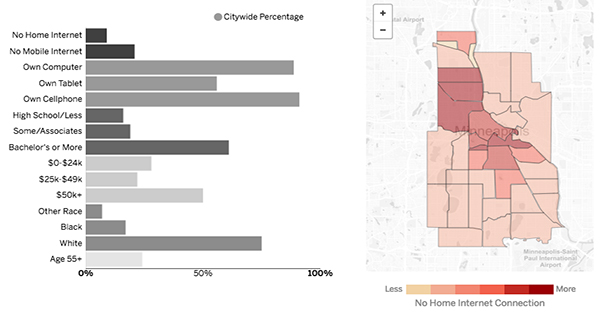 Citywide Percentage
No Home Internet
No Mobile Internet
Own Computer
Own Tablet
Own Cellphone
High School/Less
Some/Associates
Bachelor's or More
$0-$24k
$25k-$49k
$50k+
Other Race
Black
White
Age 55+
0%
50%
100%
+
−
Airport
Minneapolis
Minneapolis-Saint
Paul International
Airport
Less
More
No Home Internet Connection